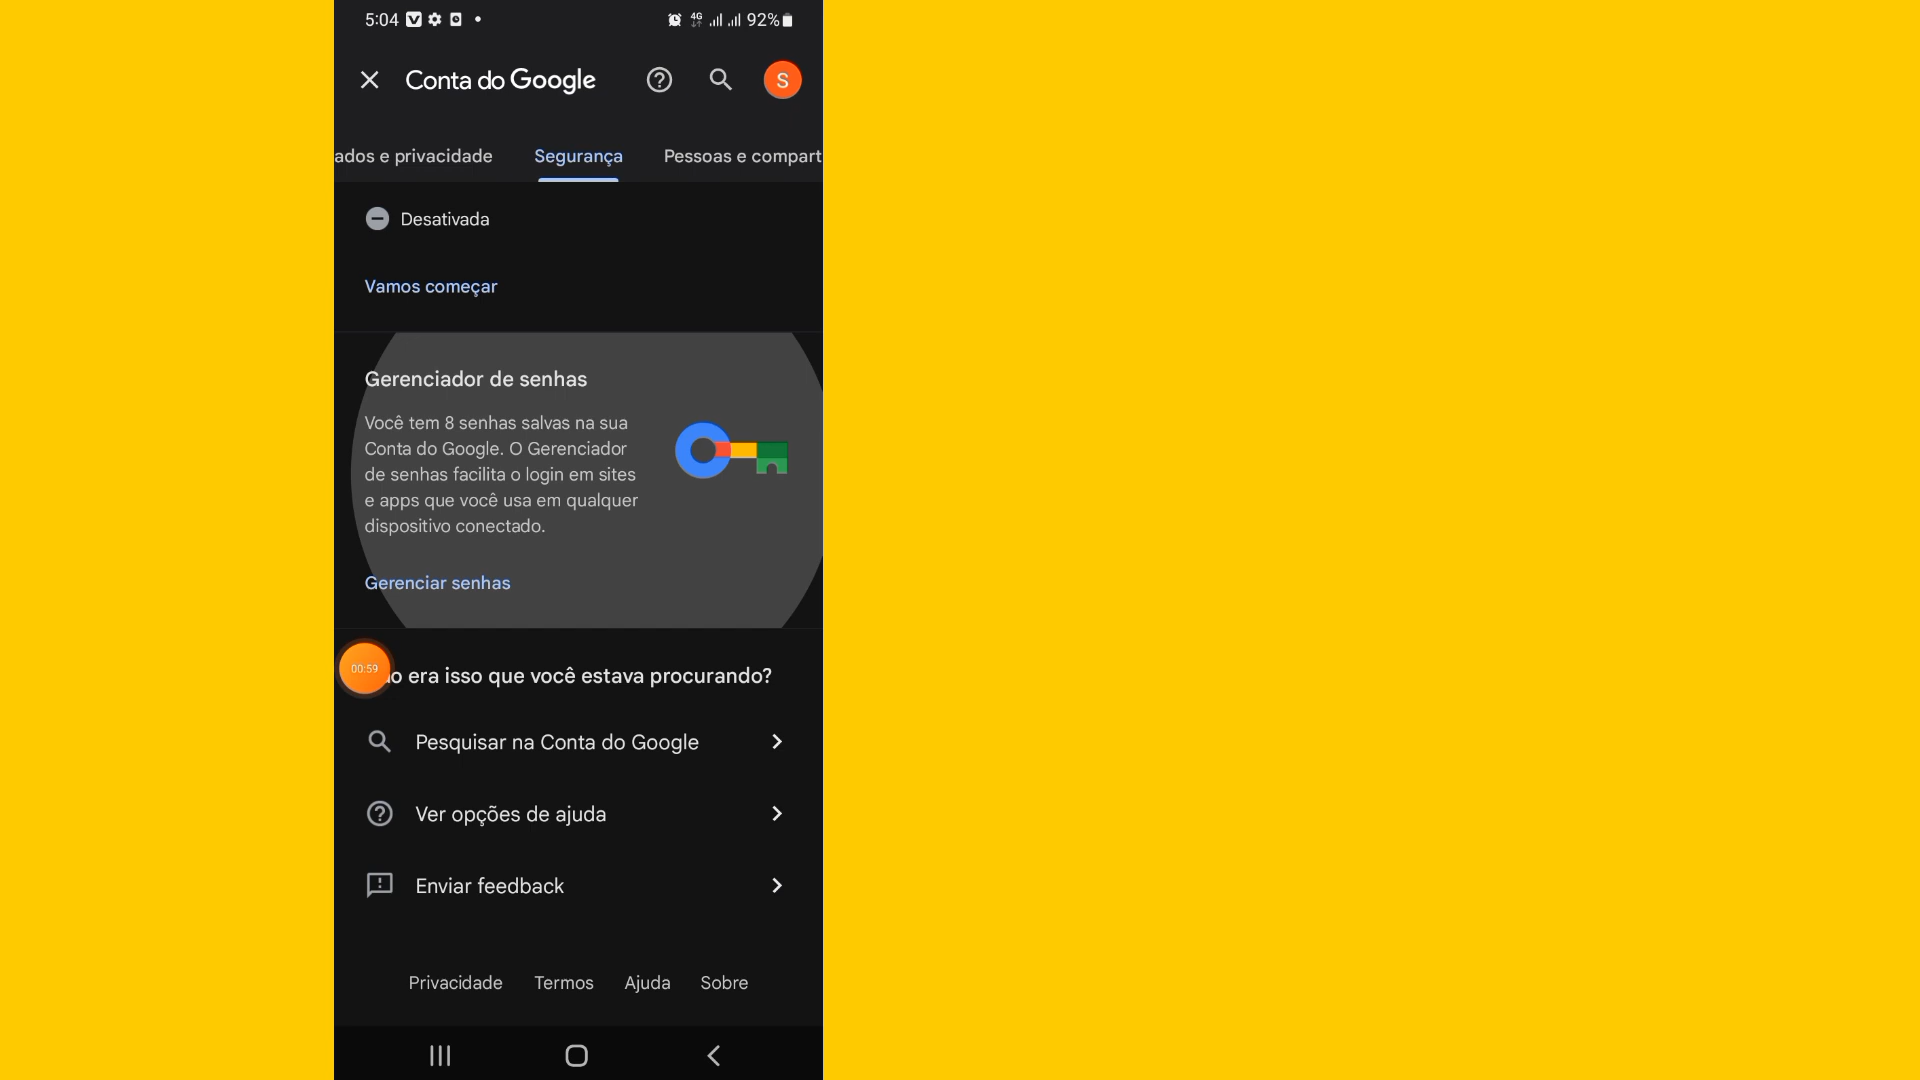 5:04
4G
92%
Conta do Google
S
ados e privacidade
Segurança
Pessoas e compart
Desativada
Vamos começar
Gerenciador de senhas
Você tem 8 senhas salvas na sua
Conta do Google. O Gerenciador
de senhas facilita o login em sites
e apps que você usa em qualquer
dispositivo conectado.
Gerenciar senhas
00:59
o era isso que você estava procurando?
Pesquisar na Conta do Google
Ver opções de ajuda
Enviar feedback
Privacidade
Termos
Ajuda
Sobre